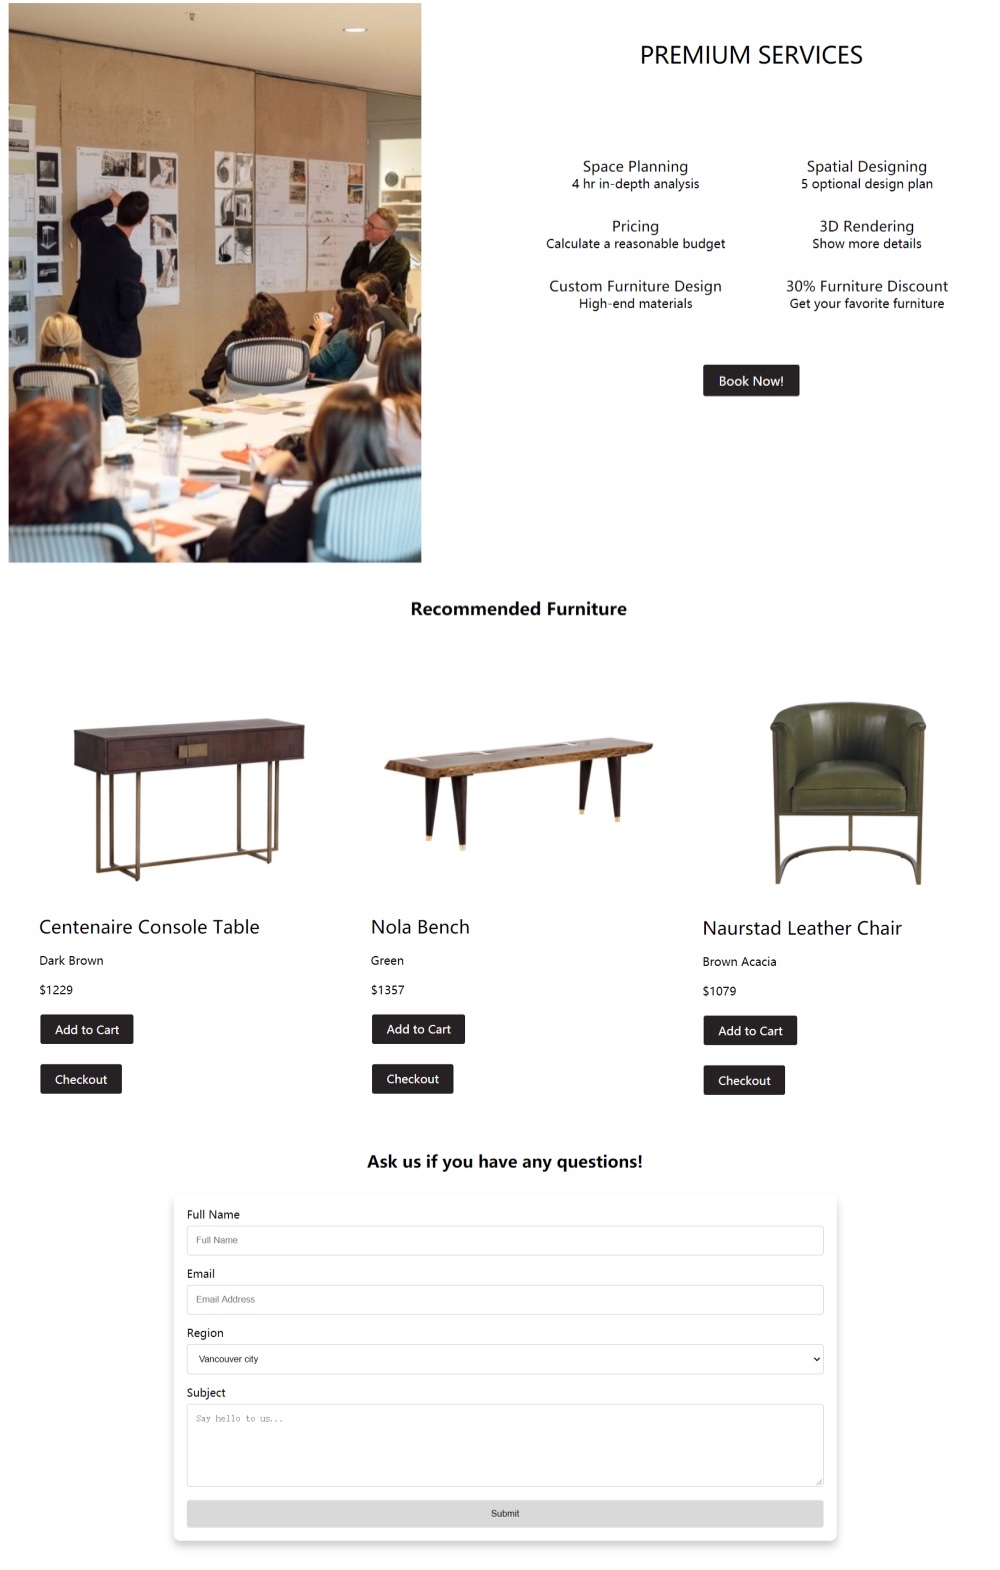 PREMIUM SERVICES
Space Planning
4 hr in-depth analysis
Spatial Designing
5 optional design plan
Pricing
Calculate a reasonable budget
3D Rendering
Show more details
Custom Furniture Design
High-end materials
30% Furniture Discount
Get your favorite furniture
Book Now!
Recommended Furniture
Centenaire Console Table
Dark Brown
$1229
Add to Cart
Checkout
Nola Bench
Green
$1357
Add to Cart
Checkout
Naurstad Leather Chair
Brown Acacia
$1079
Add to Cart
Checkout
Ask us if you have any questions!
Full Name
Full Name
Email
Email Address
Region
Vancouver city
Subject
Say hello to us...
Submit